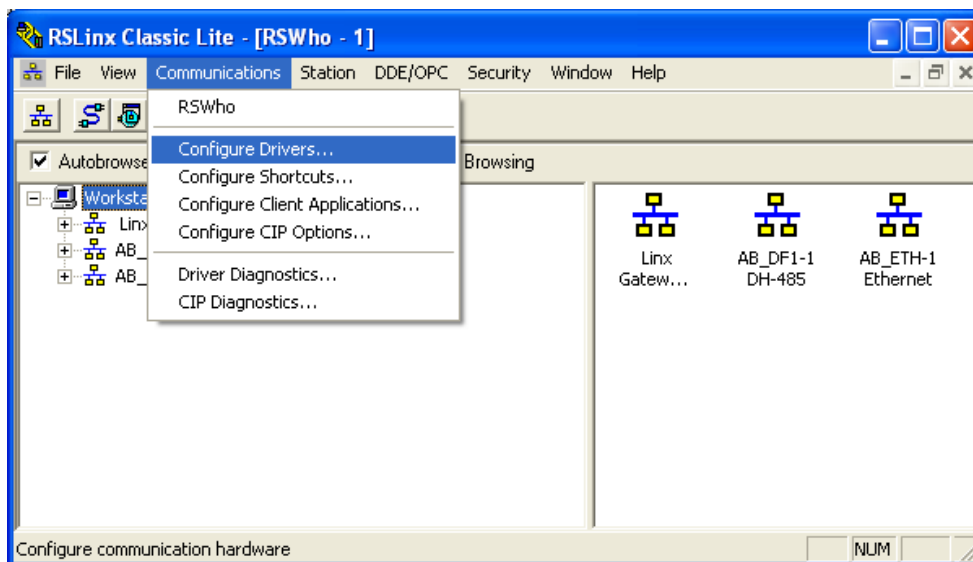 RSLinx Classic Lite - [RSWho - 1]
File View Communications Station DDE/OPC Security Window Help
RSWho
Configure Drivers...
Configure Shortcuts...
Configure Client Applications...
Configure CIP Options...
Driver Diagnostics...
CIP Diagnostics...
Autobrowse
Browsing
Worksta
Linx
AB_
AB_
Linx
Gatew...
AB_DF1-1
DH-485
AB_ETH-1
Ethernet
Configure communication hardware
NUM